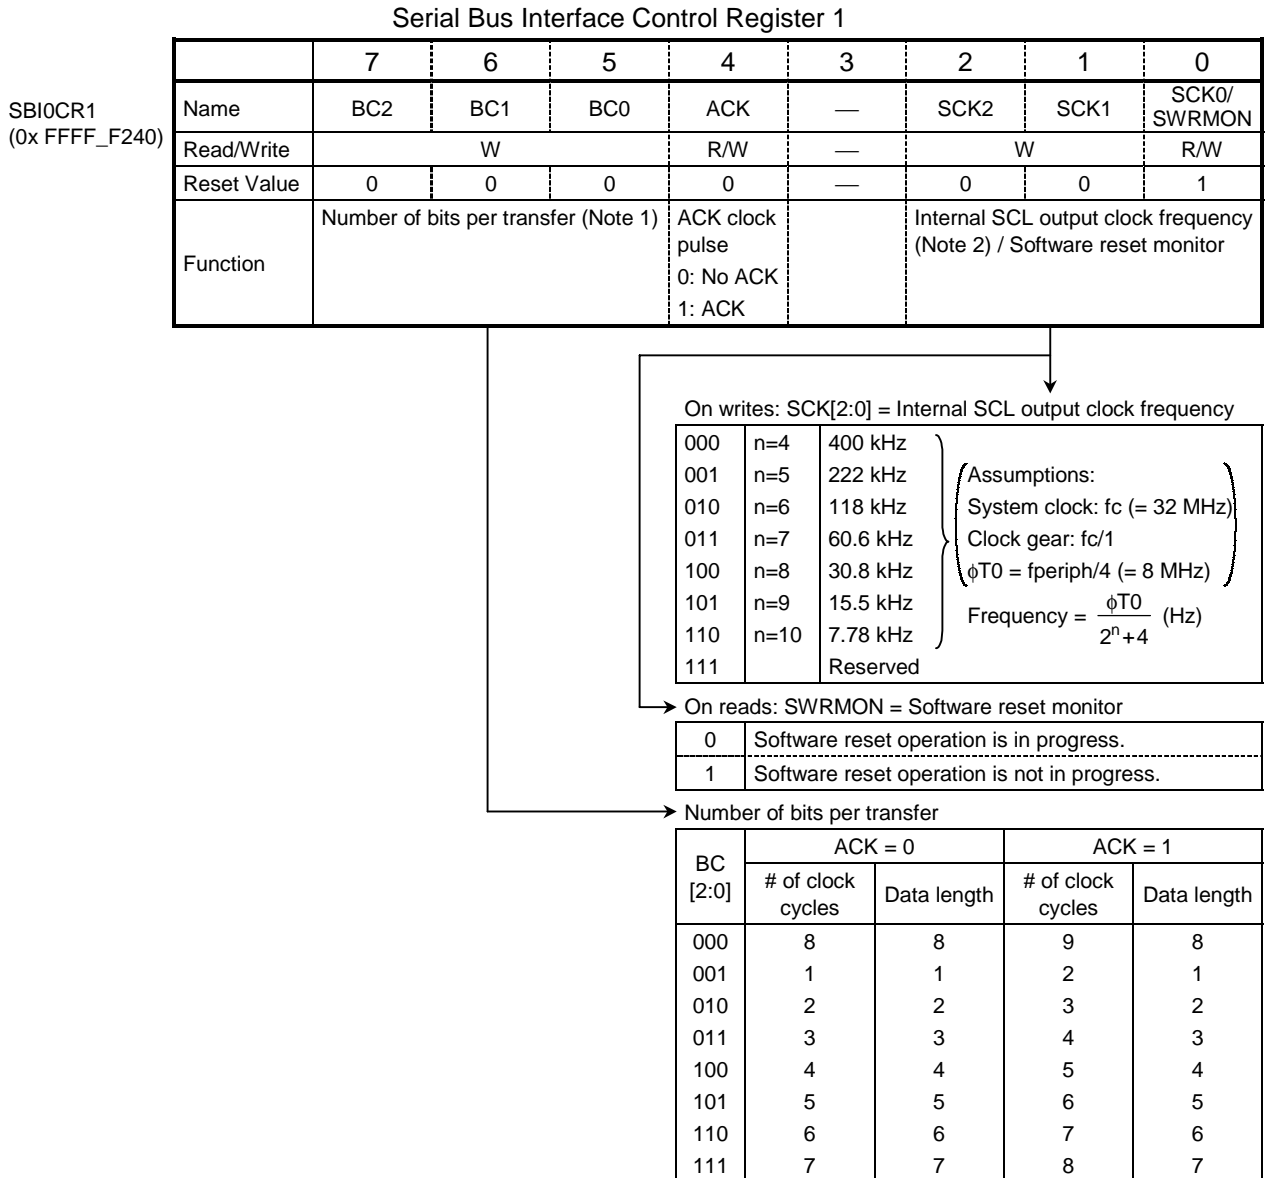 Serial Bus Interface Control Register 1
7 6 5 4 3 2 1 0
SBI0CR1
(0x FFFF_F240)
Name BC2 BC1 BC0 ACK — SCK2 SCK1 SCK0/
SWRMON
Read/Write W R/W — W R/W
Reset Value 0 0 0 0 — 0 0 1
Function
Number of bits per transfer (Note 1)
ACK clock
pulse
0: No ACK
1: ACK
Internal SCL output clock frequency
(Note 2) / Software reset monitor
On writes: SCK[2:0] = Internal SCL output clock frequency
000 n=4 400 kHz
001 n=5 222 kHz
010 n=6 118 kHz
011 n=7 60.6 kHz
100 n=8 30.8 kHz
101 n=9 15.5 kHz
110 n=10 7.78 kHz
111 Reserved
Assumptions:
System clock: fc (= 32 MHz)
Clock gear: fc/1
ϕT0 = fperiph/4 (= 8 MHz)
Frequency = ϕT0 / 2^n+4 (Hz)
On reads: SWRMON = Software reset monitor
0 Software reset operation is in progress.
1 Software reset operation is not in progress.
Number of bits per transfer
BC
[2:0]
ACK = 0 ACK = 1
# of clock
cycles
Data length
# of clock
cycles
Data length
000 8 8 9 8
001 1 1 2 1
010 2 2 3 2
011 3 3 4 3
100 4 4 5 4
101 5 5 6 5
110 6 6 7 6
111 7 7 8 7